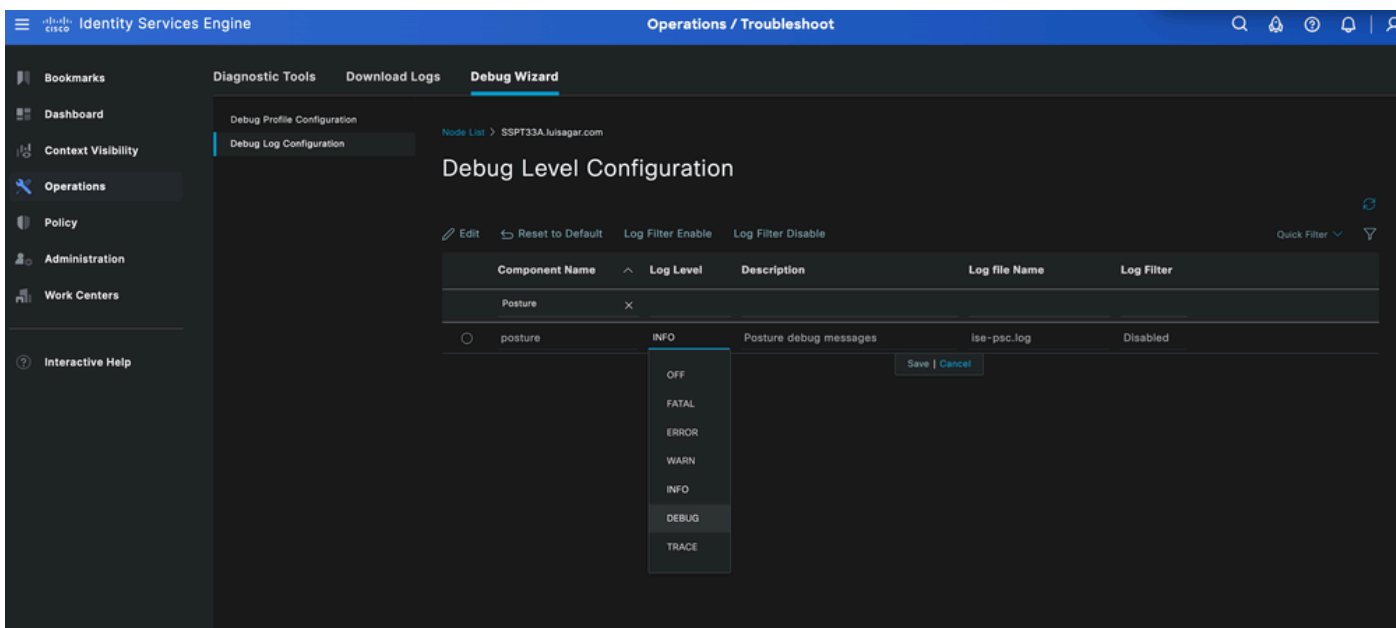 cisco Identity Services Engine
Operations / Troubleshoot
Bookmarks
Dashboard
Context Visibility
Operations
Policy
Administration
Work Centers
Interactive Help
Diagnostic Tools Download Logs Debug Wizard
Debug Profile Configuration
Debug Log Configuration
Node List > SSPT33A.luisagar.com
Debug Level Configuration
Edit Reset to Default Log Filter Enable Log Filter Disable Quick Filter
Component Name Log Level Description Log file Name Log Filter
Posture
posture INFO Posture debug messages ise-psc.log Disabled
Save | Cancel
OFF
FATAL
ERROR
WARN
INFO
DEBUG
TRACE